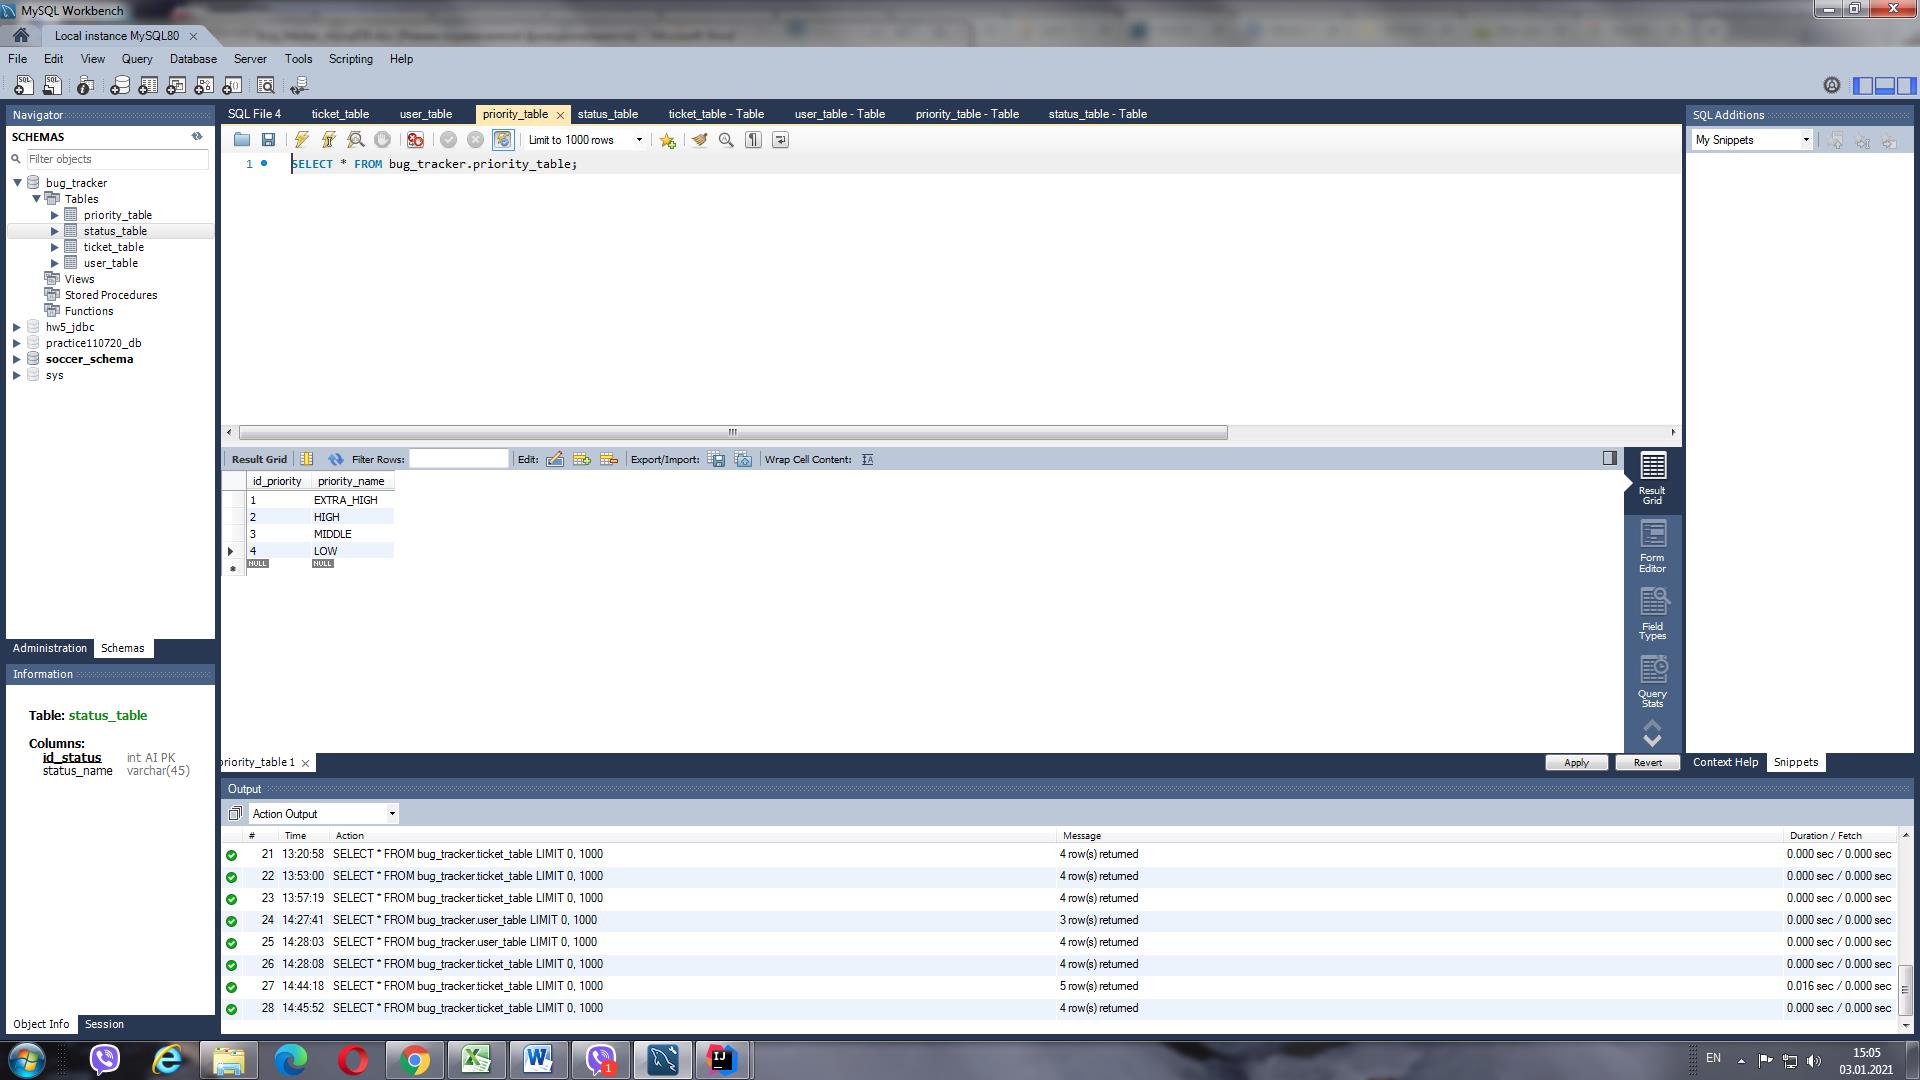 MySQL Workbench
Local instance MySQL80
File Edit View Query Database Server Tools Scripting Help
Navigator
SCHEMAS
Filter objects
bug_tracker
Tables
priority_table
status_table
ticket_table
user_table
Views
Stored Procedures
Functions
hw5_jdbc
practice110720_db
soccer_schema
sys
Administration Schemas
Information
Table: status_table
Columns:
id_status int AI PK
status_name varchar(45)
Object Info Session
SQL File 4 ticket_table user_table priority_table status_table ticket_table - Table user_table - Table priority_table - Table status_table - Table
Limit to 1000 rows
1 SELECT * FROM bug_tracker.priority_table;
Result Grid Filter Rows: Edit: Export/Import: Wrap Cell Content:
id_priority priority_name
1 EXTRA_HIGH
2 HIGH
3 MIDDLE
4 LOW
NULL NULL
Result Grid
Form Editor
Field Types
Query Stats
riority_table 1
Apply Revert
SQL Additions
My Snippets
Context Help Snippets
Output
Action Output
# Time Action Message Duration / Fetch
21 13:20:58 SELECT * FROM bug_tracker.ticket_table LIMIT 0, 1000 4 row(s) returned 0.000 sec / 0.000 sec
22 13:53:00 SELECT * FROM bug_tracker.ticket_table LIMIT 0, 1000 4 row(s) returned 0.000 sec / 0.000 sec
23 13:57:19 SELECT * FROM bug_tracker.ticket_table LIMIT 0, 1000 4 row(s) returned 0.000 sec / 0.000 sec
24 14:27:41 SELECT * FROM bug_tracker.user_table LIMIT 0, 1000 3 row(s) returned 0.000 sec / 0.000 sec
25 14:28:03 SELECT * FROM bug_tracker.user_table LIMIT 0, 1000 4 row(s) returned 0.000 sec / 0.000 sec
26 14:28:08 SELECT * FROM bug_tracker.ticket_table LIMIT 0, 1000 4 row(s) returned 0.000 sec / 0.000 sec
27 14:44:18 SELECT * FROM bug_tracker.ticket_table LIMIT 0, 1000 5 row(s) returned 0.016 sec / 0.000 sec
28 14:45:52 SELECT * FROM bug_tracker.ticket_table LIMIT 0, 1000 4 row(s) returned 0.000 sec / 0.000 sec
EN
15:05
03.01.2021